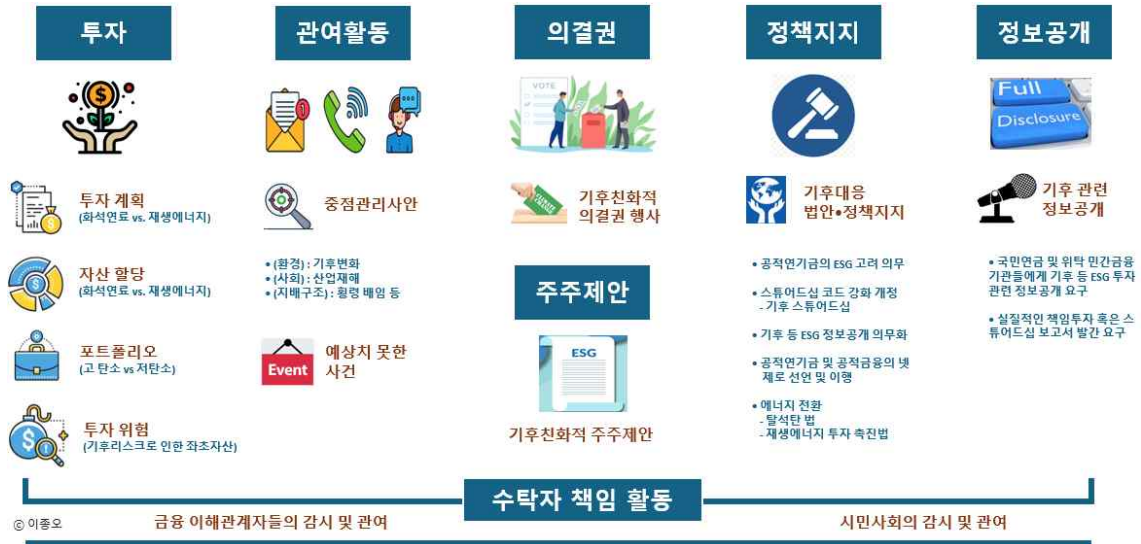 투자
투자 계획
(화석연료 vs. 재생에너지)
자산 할당
(화석연료 vs. 재생에너지)
포트폴리오
(고 탄소 vs 저탄소)
투자 위험
(기후리스크로 인한 좌초자산)
관여활동
1
중점관리사안
• (환경) : 기후변화
• (사회) : 산업재해
• (지배구조) : 횡령 배임 등
Event
예상치 못한
사건
의결권
VOTE
CLIMATE
CHANGE
기후친화적
의결권 행사
주주제안
ESG
기후친화적 주주제안
정책지지
기후대응
법안•정책지지
• 공적연기금의 ESG 고려 의무
• 스튜어드십 코드 강화 개정
- 기후 스튜어드십
• 기후 등 ESG 정보공개 의무화
• 공적연기금 및 공적금융의 넷
제로 선언 및 이행
• 에너지 전환
- 탈석탄 법
- 재생에너지 투자 촉진법
정보공개
Full
Disclosure
기후 관련
정보공개
• 국민연금 및 위탁 민간금융
기관들에게 기후 등 ESG 투자
관련 정보공개 요구
• 실질적인 책임투자 혹은 스
튜어드십 보고서 발간 요구
수탁자 책임 활동
ⓒ 이종오
금융 이해관계자들의 감시 및 관여
시민사회의 감시 및 관여